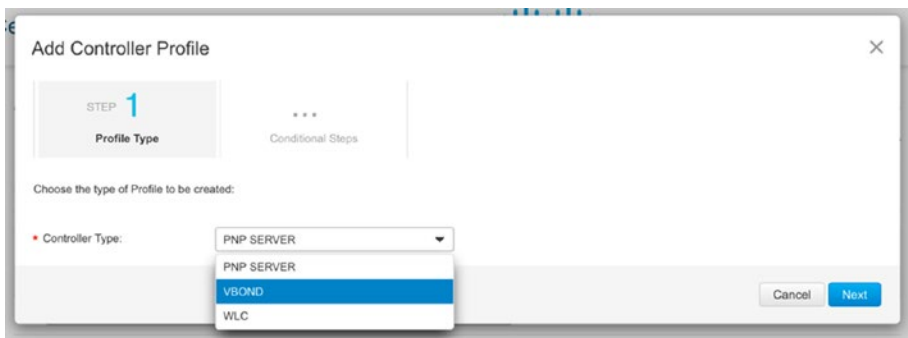 Add Controller Profile
STEP 1
Profile Type
...
Conditional Steps
Choose the type of Profile to be created:
* Controller Type:
PNP SERVER
PNP SERVER
VBOND
WLC
Cancel
Next